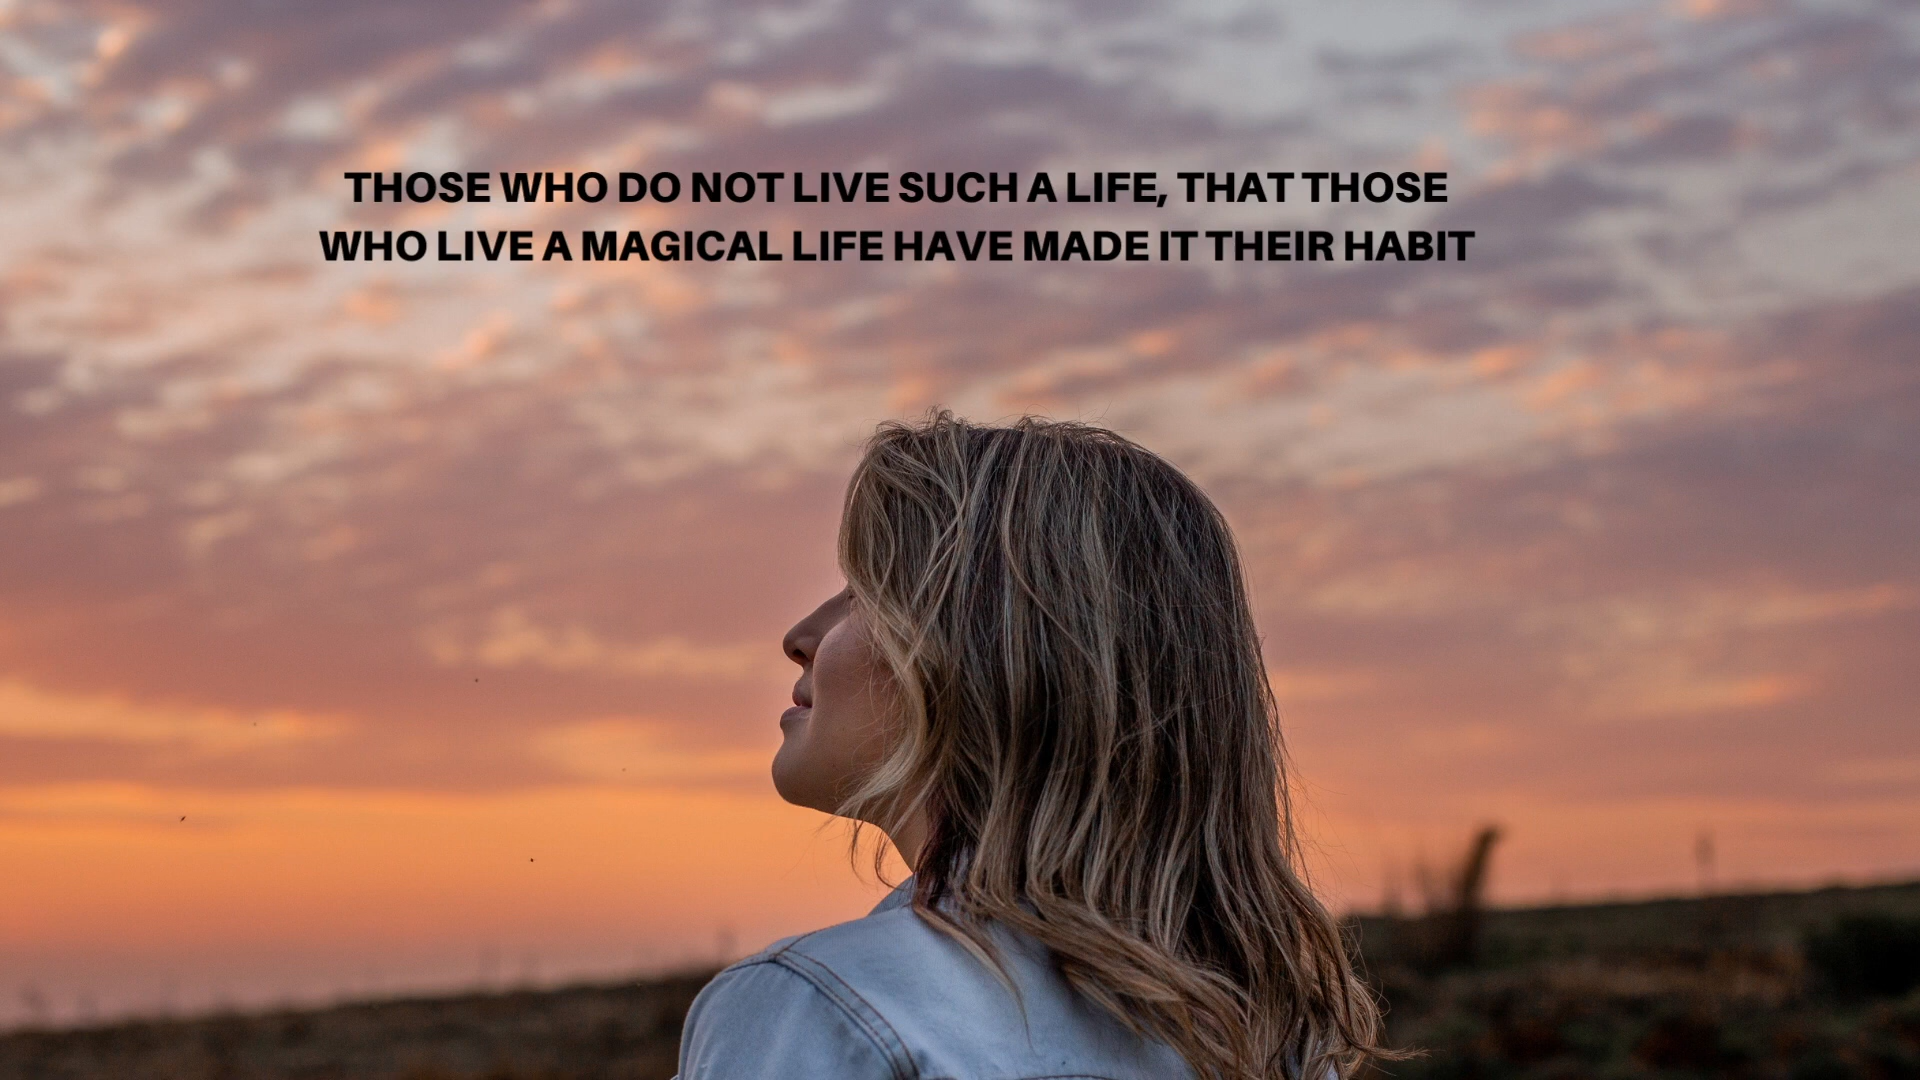 THOSE WHO DO NOT LIVE SUCH A LIFE, THAT THOSE
WHO LIVE A MAGICAL LIFE HAVE MADE IT THEIR HABIT